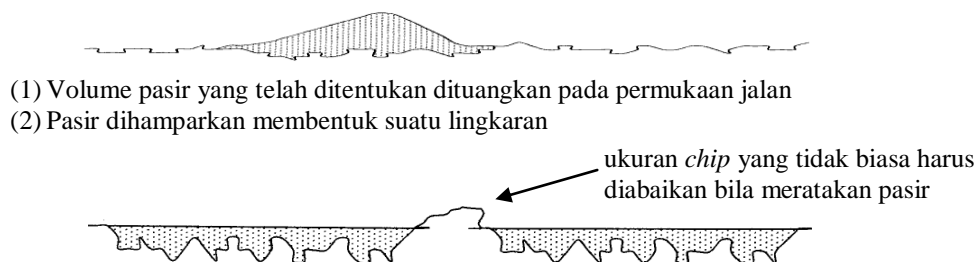 (1) Volume pasir yang telah ditentukan dituangkan pada permukaan jalan
(2) Pasir dihamparkan membentuk suatu lingkaran
ukuran chip yang tidak biasa harus
diabaikan bila meratakan pasir